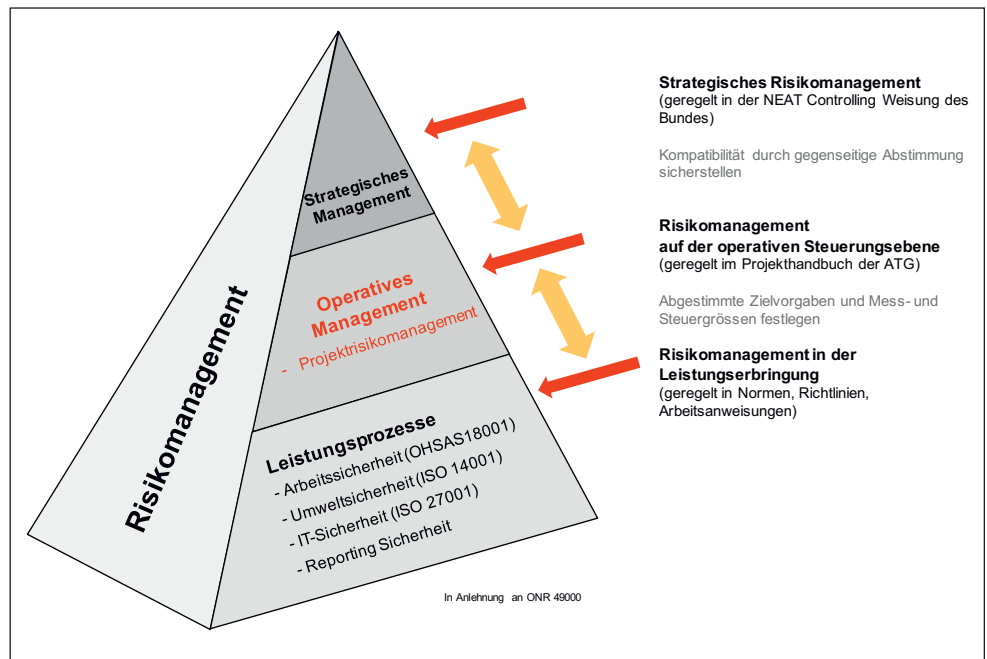 Risikomanagement
Strategisches
Management
Operatives
Management
- Projektrisikomanagement
Leistungsprozesse
- Arbeitssicherheit (OHSAS18001)
- Umweltsicherheit (ISO 14001)
- IT-Sicherheit (ISO 27001)
- Reporting Sicherheit
Strategisches Risikomanagement
(geregelt in der NEAT Controlling Weisung des
Bundes)
Kompatibilität durch gegenseitige Abstimmung
sicherstellen
Risikomanagement
auf der operativen Steuerungsebene
(geregelt im Projekthandbuch der ATG)
Abgestimmte Zielvorgaben und Mess- und
Steuergrössen festlegen
Risikomanagement in der
Leistungserbringung
(geregelt in Normen, Richtlinien,
Arbeitsanweisungen)
In Anlehnung an ONR 49000